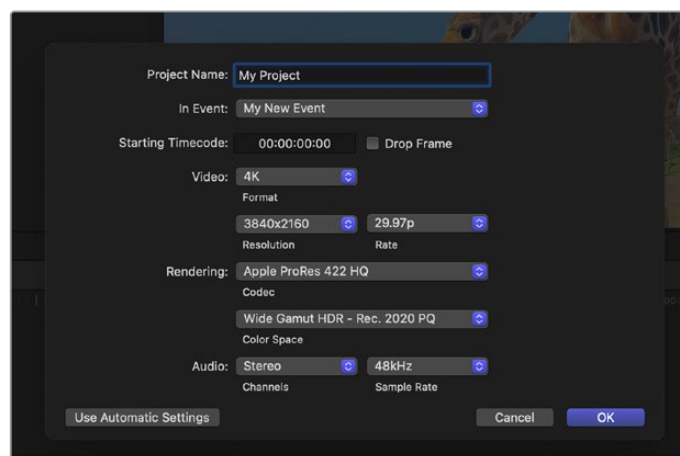 Project Name: My Project
In Event: My New Event
Starting Timecode: 00:00:00:00 Drop Frame
Video: 4K
Format
3840x2160 29.97p
Resolution Rate
Rendering: Apple ProRes 422 HQ
Codec
Wide Gamut HDR - Rec. 2020 PQ
Color Space
Audio: Stereo 48kHz
Channels Sample Rate
Use Automatic Settings Cancel OK